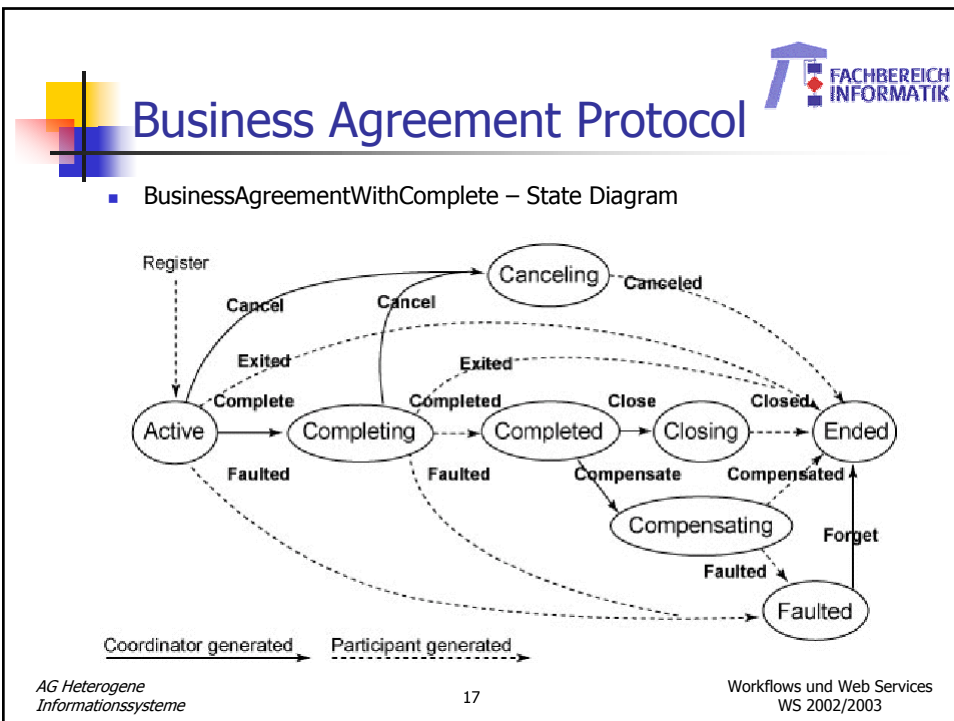 FACHBEREICH
INFORMATIK
Business Agreement Protocol
BusinessAgreementWithComplete – State Diagram
Register
Canceling
Canceled
Cancel
Cancel
Exited
Exited
Complete
Completed
Close
Closed
Active
Completing
Completed
Closing
Ended
Faulted
Faulted
Compensate
Compensated
Compensating
Forget
Faulted
Faulted
Coordinator generated
Participant generated
AG Heterogene
Informationssysteme
17
Workflows und Web Services
WS 2002/2003